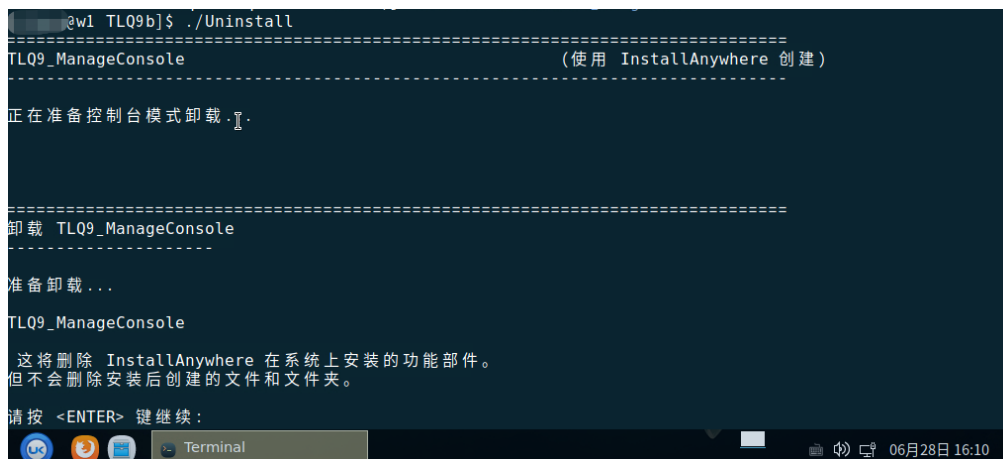 @w1 TLQ9b]$ ./Uninstall
===============================================================================
TLQ9_ManageConsole (使用 InstallAnywhere 创建)
-------------------------------------------------------------------------------
正在准备控制台模式卸载...
===============================================================================
卸载 TLQ9_ManageConsole
---------------------
准备卸载...
TLQ9_ManageConsole
这将删除 InstallAnywhere 在系统上安装的功能部件。
但不会删除安装后创建的文件和文件夹。
请按 <ENTER> 键继续:
UK Terminal 06月28日 16:10